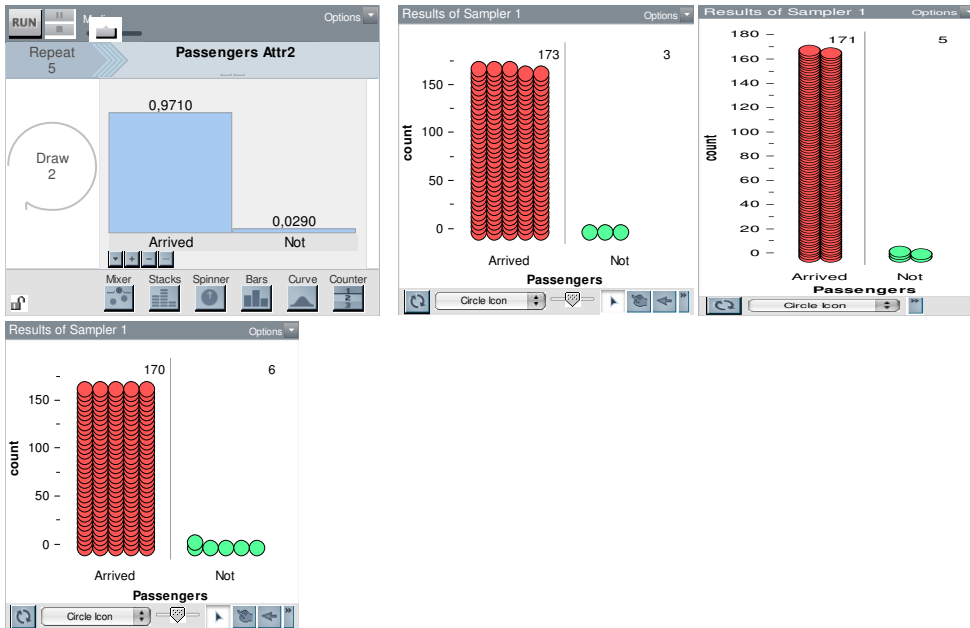 RUN
Options
Repeat
5
Passengers Attr2
Draw
2
0,9710
0,0290
Arrived Not
Mixer Stacks Spinner Bars Curve Counter
1
2
3
Results of Sampler 1 Options
173 3
150
100
50
0
count
Arrived Not
Passengers
Circle Icon
Results of Sampler 1 Options
171 5
180
160
140
120
100
80
60
40
20
0
count
Arrived Not
Passengers
Circle Icon
Results of Sampler 1 Options
170 6
150
100
50
0
count
Arrived Not
Passengers
Circle Icon